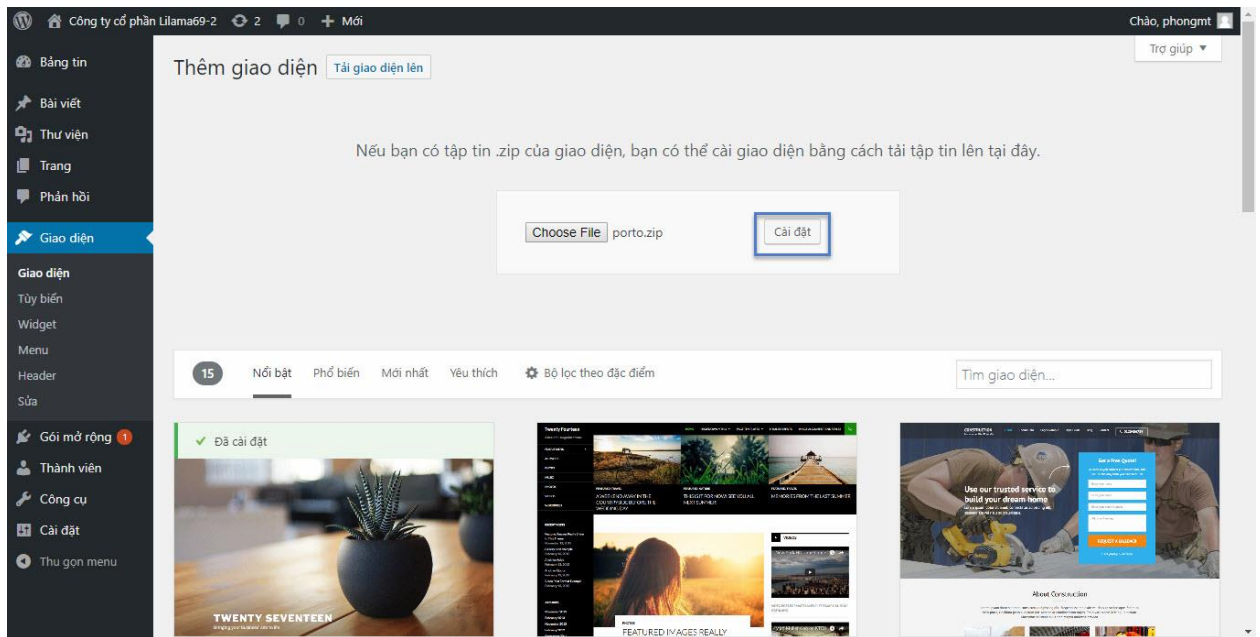 Công ty cổ phần Lilama69-2 2 0 + Mới Chào, phongmt
Trợ giúp ▼
Bảng tin
Bài viết
Thư viện
Trang
Phản hồi
Giao diện
Giao diện
Tùy biến
Widget
Menu
Header
Sửa
Gói mở rộng 1
Thành viên
Công cụ
Cài đặt
Thu gọn menu
Thêm giao diện Tải giao diện lên
Nếu bạn có tập tin .zip của giao diện, bạn có thể cài giao diện bằng cách tải tập tin lên tại đây.
Choose File porto.zip Cài đặt
15 Nổi bật Phổ biến Mới nhất Yêu thích Bộ lọc theo đặc điểm Tìm giao diện...
Đã cài đặt
TWENTY SEVENTEEN
Twenty Fourteen
FEATURED IMAGES REALLY
CONSTRUCTION
Get a Free Quote!
Use our trusted service to
build your dream home
About Construction